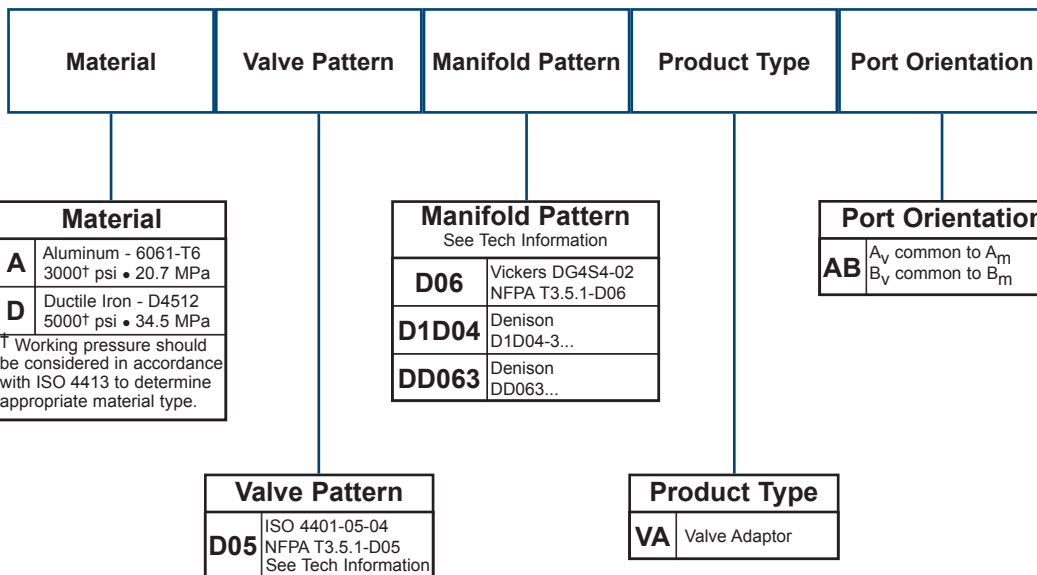 Material
Valve Pattern
Manifold Pattern
Product Type
Port Orientation
Material
A
Aluminum - 6061-T6
3000† psi • 20.7 MPa
D
Ductile Iron - D4512
5000† psi • 34.5 MPa
† Working pressure should
be considered in accordance
with ISO 4413 to determine
appropriate material type.
Manifold Pattern
See Tech Information
D06
Vickers DG4S4-02
NFPA T3.5.1-D06
D1D04
Denison
D1D04-3...
DD063
Denison
DD063...
Port Orientation
AB
Av common to Am
Bv common to Bm
Valve Pattern
D05
ISO 4401-05-04
NFPA T3.5.1-D05
See Tech Information
Product Type
VA
Valve Adaptor